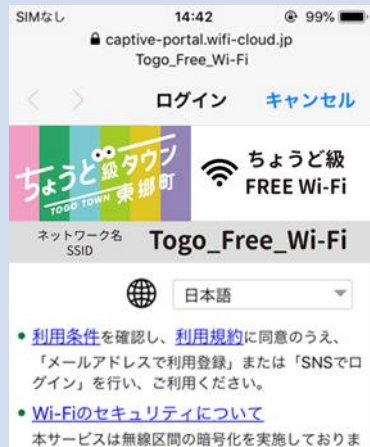 SIMなし 14:42 99%
captive-portal.wifi-cloud.jp
Togo_Free_Wi-Fi
ログイン キャンセル
ちょうど級タウン
TOGO TOWN 東郷町
ちょうど級
FREE Wi-Fi
ネットワーク名
SSID
Togo_Free_Wi-Fi
日本語
• 利用条件を確認し、利用規約に同意のうえ、
「メールアドレスで利用登録」または「SNSでロ
グイン」を行い、ご利用ください。
• Wi-Fiのセキュリティについて
本サービスは無線区間の暗号化を実施しておりま